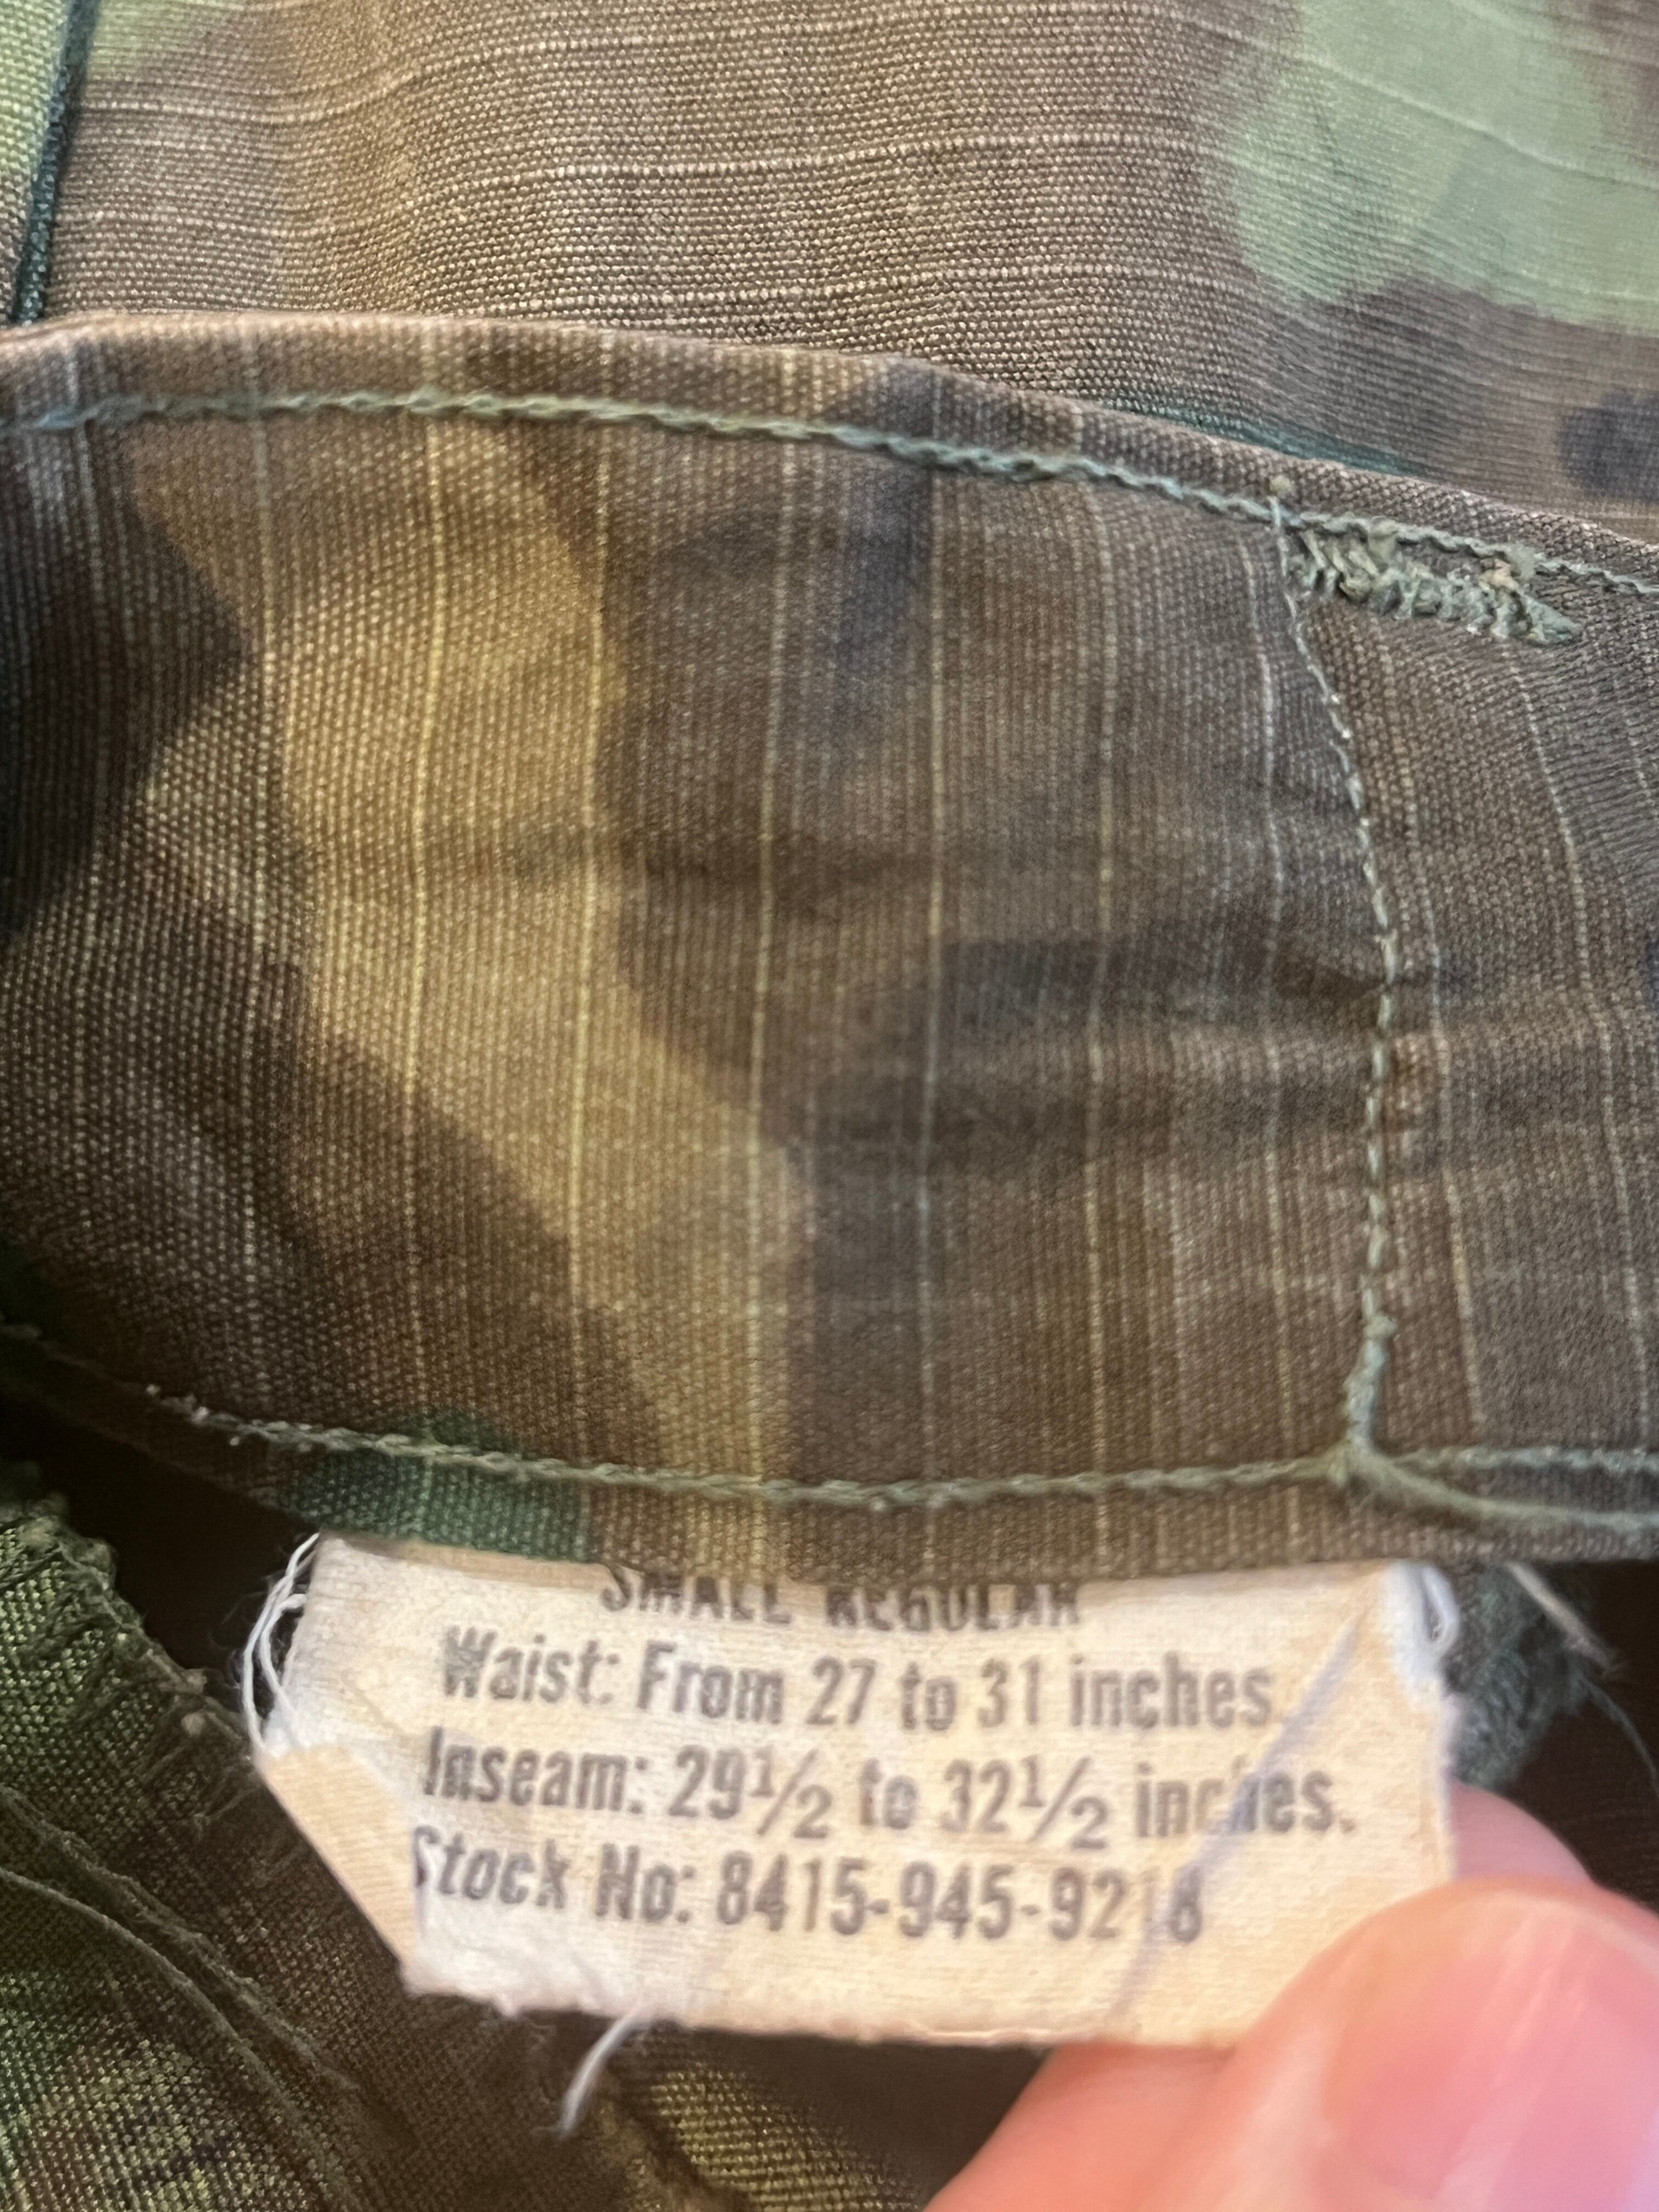 SMALL REGULAR
Waist: From 27 to 31 inches.
Inseam: 29½ to 32½ inches.
Stock No: 8415-945-9218